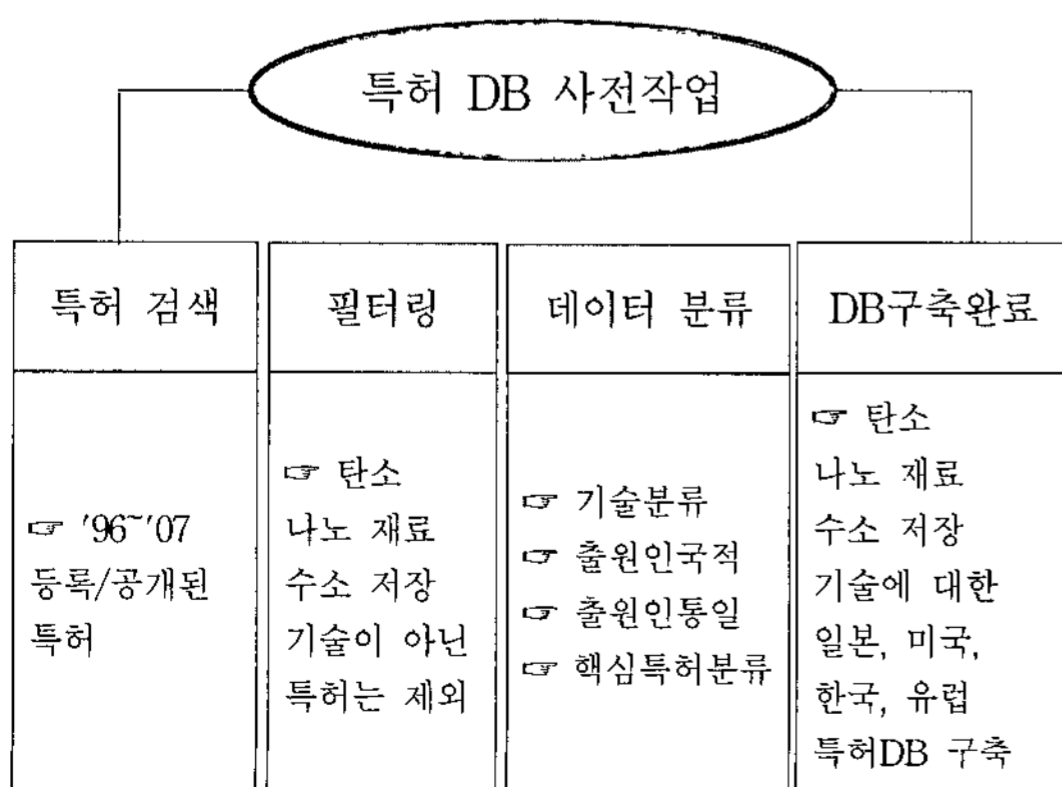 특허 DB 사전작업
특허 검색
필터링
데이터 분류
DB구축완료
☞ '96~'07
등록/공개된
특허
☞ 탄소
나노 재료
수소 저장
기술이 아닌
특허는 제외
☞ 기술분류
☞ 출원인국적
☞ 출원인통일
☞ 핵심특허분류
☞ 탄소
나노 재료
수소 저장
기술에 대한
일본, 미국,
한국, 유럽
특허DB 구축